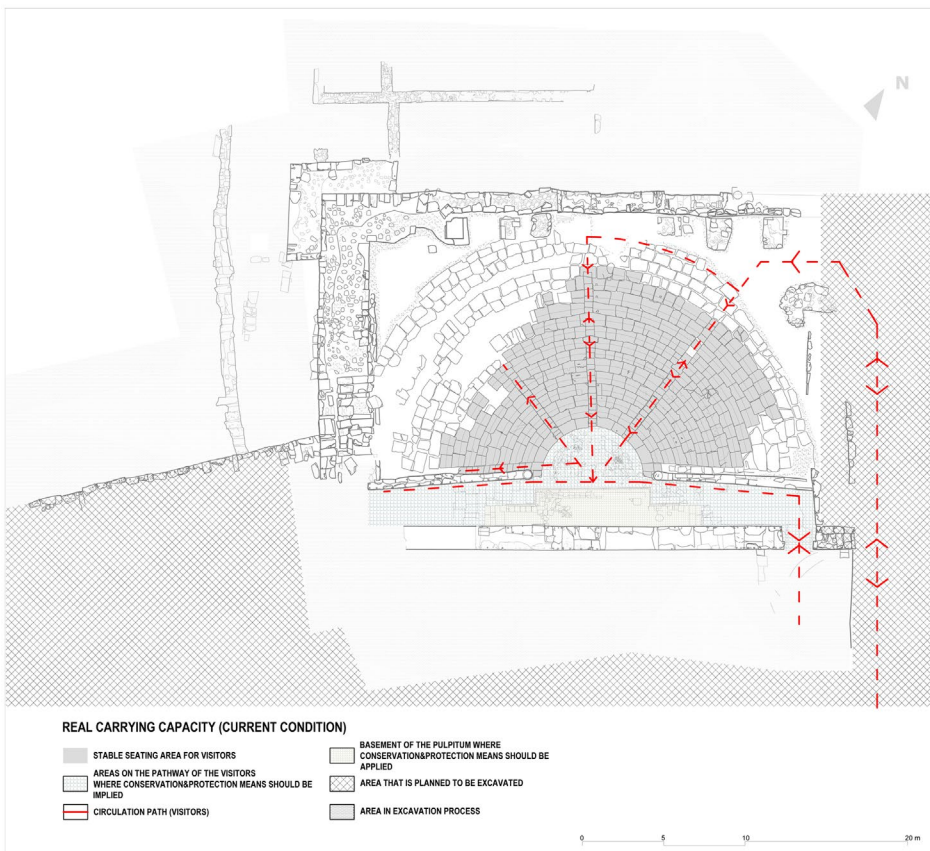 N
REAL CARRYING CAPACITY (CURRENT CONDITION)
STABLE SEATING AREA FOR VISITORS
AREAS ON THE PATHWAY OF THE VISITORS
WHERE CONSERVATION&PROTECTION MEANS SHOULD BE
IMPLIED
CIRCULATION PATH (VISITORS)
BASEMENT OF THE PULPITUM WHERE
CONSERVATION&PROTECTION MEANS SHOULD BE
APPLIED
AREA THAT IS PLANNED TO BE EXCAVATED
AREA IN EXCAVATION PROCESS
0 5 10 20 m